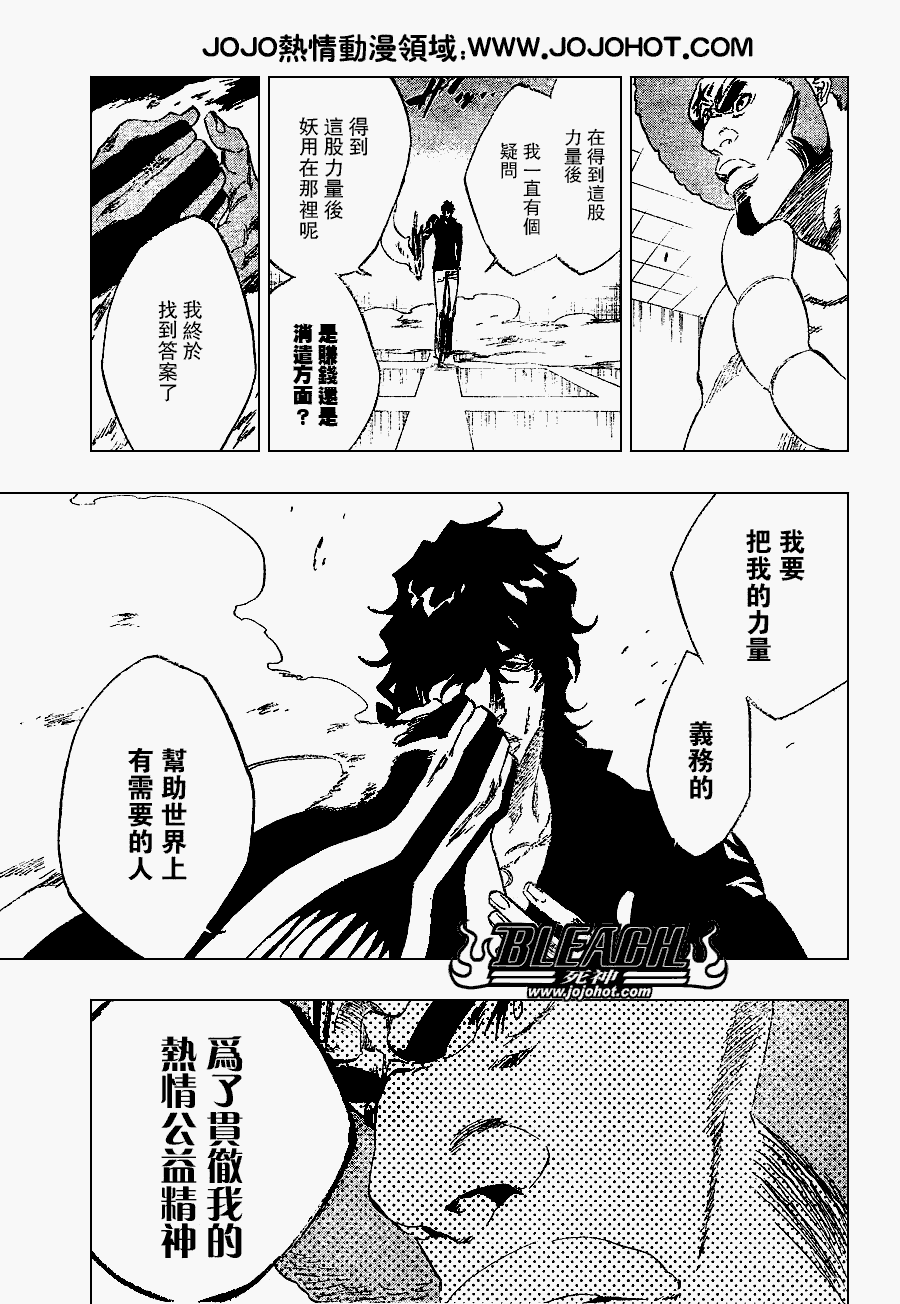 JOJO熱情動漫領域:WWW.JOJOHOT.COM
在得到這股
力量後
我一直有個
疑問
得到
這股力量後
妖用在那裡呢
是賺錢還是
消遣方面？
我終於
找到答案了
我要
把我的力量
義務的
幫助世界上
有需要的人
BLEACH
死神
www.jojohot.com
爲了貫徹我的
熱情公益精神